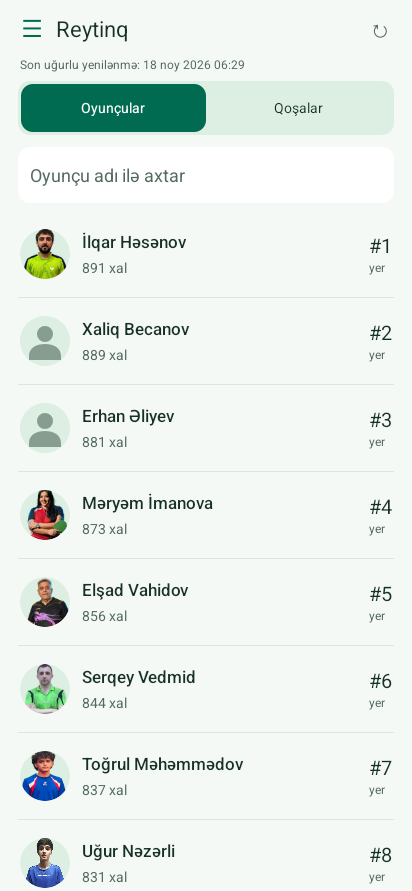 Reytinq
Son uğurlu yenilənmə: 18 noy 2026 06:29
Oyunçular
Qoşalar
Oyunçu adı ilə axtar
İlqar Həsənov
891 xal
#1
yer
Xaliq Becanov
889 xal
#2
yer
Erhan Əliyev
881 xal
#3
yer
Məryəm İmanova
873 xal
#4
yer
Elşad Vahidov
856 xal
#5
yer
Serqey Vedmid
844 xal
#6
yer
Toğrul Məhəmmədov
837 xal
#7
yer
Uğur Nəzərli
831 xal
#8
yer